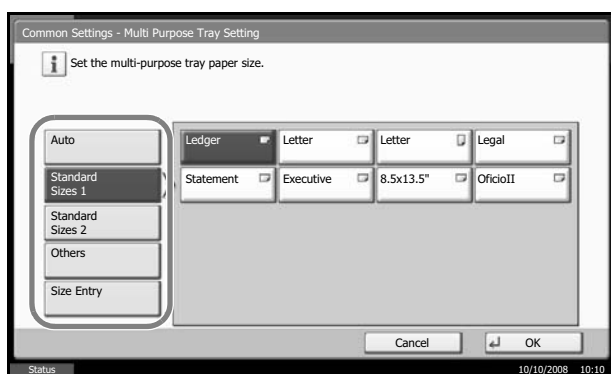 Common Settings - Multi Purpose Tray Setting
Set the multi-purpose tray paper size.
Auto
Standard
Sizes 1
Standard
Sizes 2
Others
Size Entry
Ledger Letter Letter Legal
Statement Executive 8.5x13.5" OficioII
Cancel OK
Status 10/10/2008 10:10